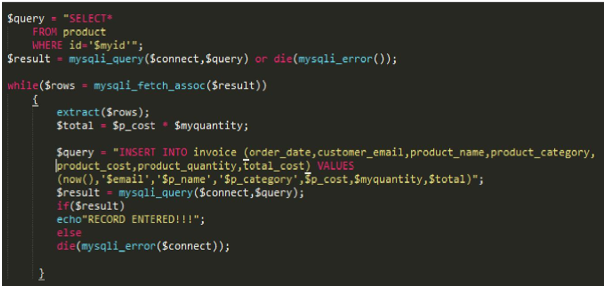 $query = "SELECT*
FROM product
WHERE id='$myid'";
$result = mysqli_query($connect,$query) or die(mysqli_error());
while($rows = mysqli_fetch_assoc($result))
{
extract($rows);
$total = $p_cost * $myquantity;
$query = "INSERT INTO invoice (order_date,customer_email,product_name,product_category,
product_cost,product_quantity,total_cost) VALUES
(now(),'$email','$p_name','$p_category',$p_cost,$myquantity,$total)";
$result = mysqli_query($connect,$query);
if($result)
echo"RECORD ENTERED!!!";
else
die(mysqli_error($connect));
}